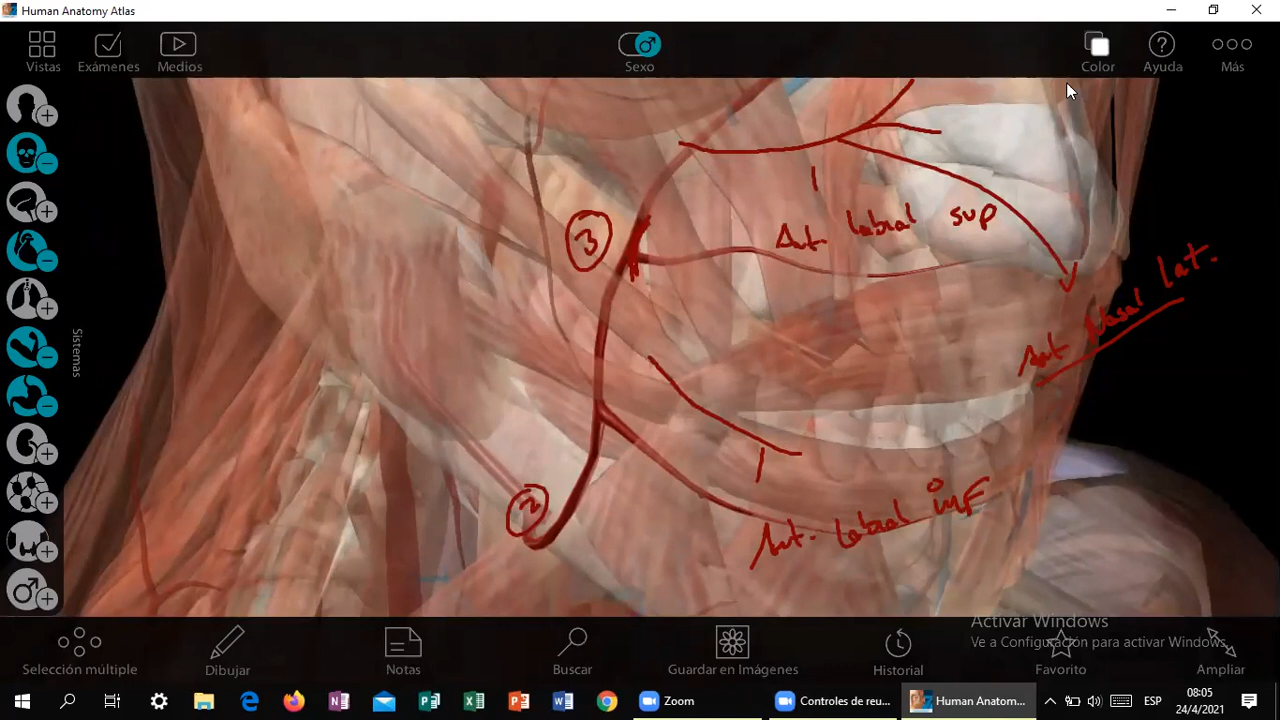 Human Anatomy Atlas
Vistas
Exámenes
Medios
Sexo
Color
Ayuda
Más
Sistemas
3
Art labial sup
Art Nasal lat.
2
Art. labial inf
Activar Windows
Ve a Configuración para activar Windows.
Selección múltiple
Dibujar
Notas
Buscar
Guardar en Imágenes
Historial
Favorito
Ampliar
Zoom
Controles de reu...
Human Anatom...
ESP
08:05
24/4/2021